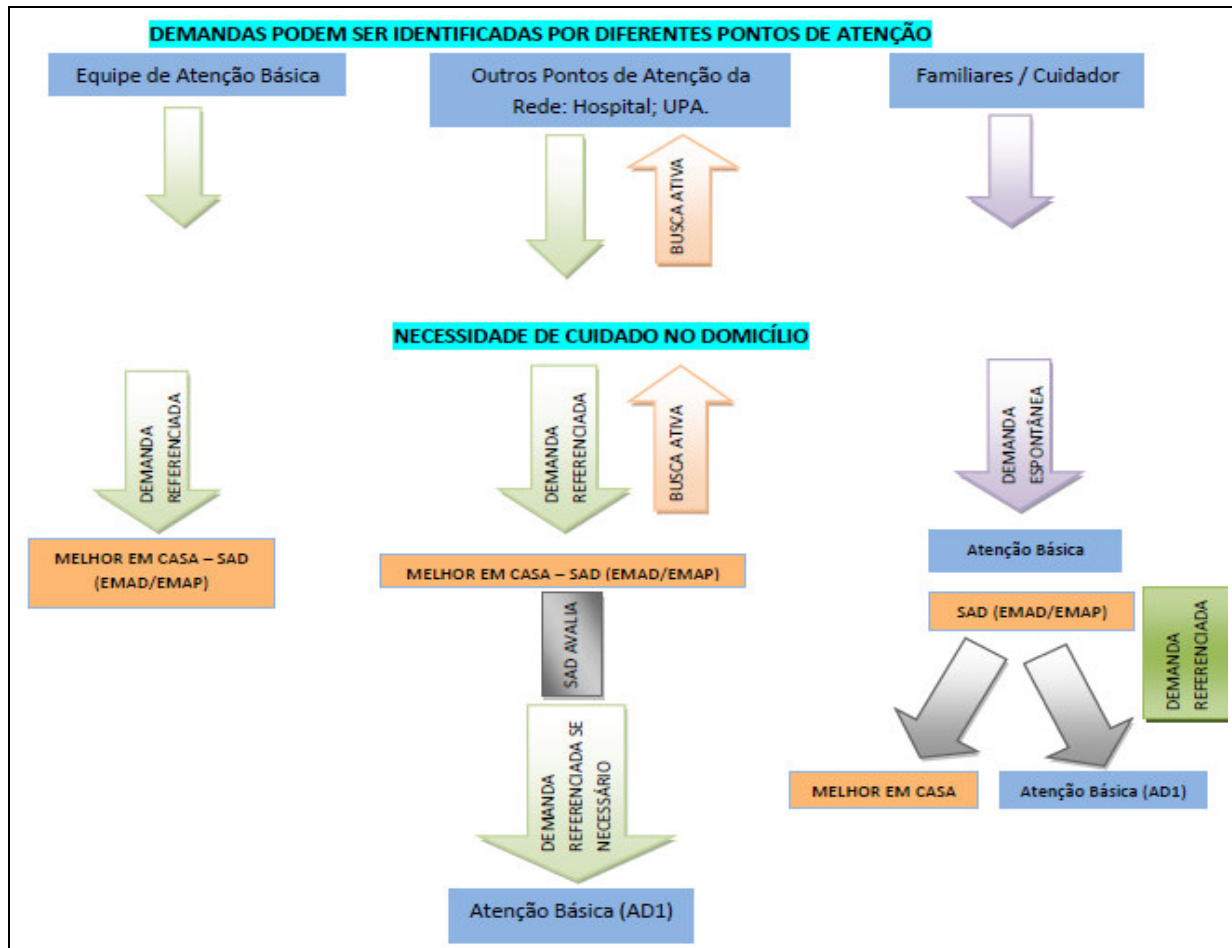 DEMANDAS PODEM SER IDENTIFICADAS POR DIFERENTES PONTOS DE ATENÇÃO
Equipe de Atenção Básica
Outros Pontos de Atenção da
Rede: Hospital; UPA.
Familiares / Cuidador
BUSCA ATIVA
NECESSIDADE DE CUIDADO NO DOMICÍLIO
DEMANDA
REFERENCIADA
DEMANDA
REFERENCIADA
BUSCA ATIVA
DEMANDA
ESPONTÂNEA
MELHOR EM CASA – SAD
(EMAD/EMAP)
MELHOR EM CASA – SAD (EMAD/EMAP)
Atenção Básica
SAD AVALIA
SAD (EMAD/EMAP)
DEMANDA
REFERENCIADA
DEMANDA
REFERENCIADA SE
NECESSÁRIO
MELHOR EM CASA
Atenção Básica (AD1)
Atenção Básica (AD1)